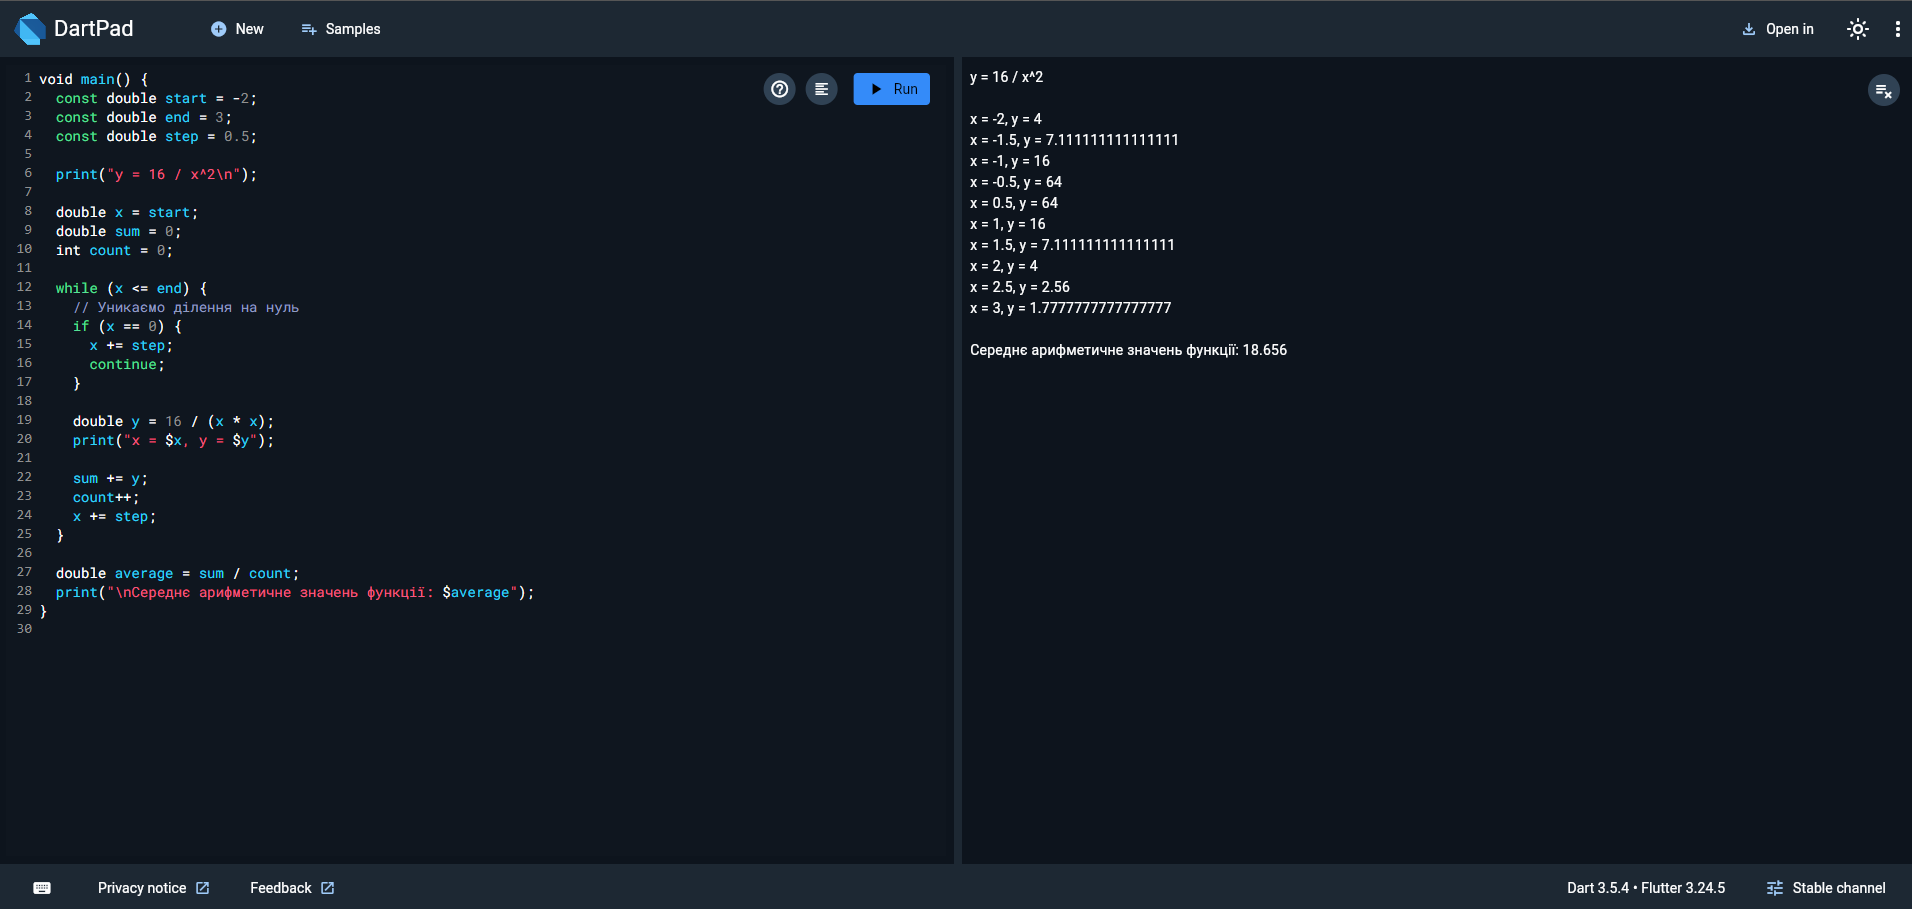 DartPad
New
Samples
Open in
1 void main() {
2   const double start = -2;
3   const double end = 3;
4   const double step = 0.5;
5
6   print("y = 16 / x^2\n");
7
8   double x = start;
9   double sum = 0;
10   int count = 0;
11
12   while (x <= end) {
13     // Уникаємо ділення на нуль
14     if (x == 0) {
15       x += step;
16       continue;
17     }
18
19     double y = 16 / (x * x);
20     print("x = $x, y = $y");
21
22     sum += y;
23     count++;
24     x += step;
25   }
26
27   double average = sum / count;
28   print("\nСереднє арифметичне значень функції: $average");
29 }
30
Run
y = 16 / x^2
x = -2, y = 4
x = -1.5, y = 7.111111111111111
x = -1, y = 16
x = -0.5, y = 64
x = 0.5, y = 64
x = 1, y = 16
x = 1.5, y = 7.111111111111111
x = 2, y = 4
x = 2.5, y = 2.56
x = 3, y = 1.7777777777777777
Середнє арифметичне значень функції: 18.656
Privacy notice
Feedback
Dart 3.5.4 • Flutter 3.24.5
Stable channel